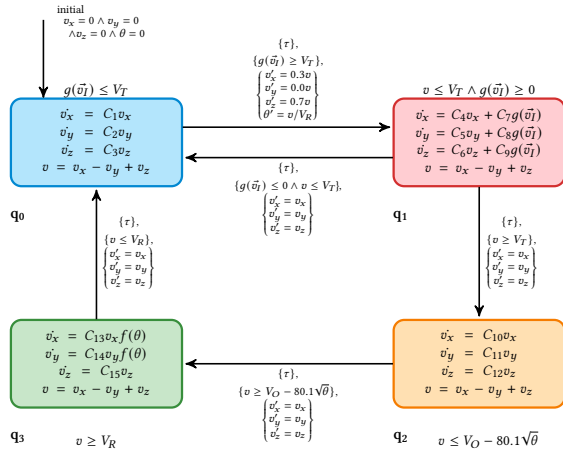 initial
v_x = 0 ∧ v_y = 0
∧v_z = 0 ∧ θ = 0
g(v⃗_I) ≤ V_T
v̇_x = C_1v_x
v̇_y = C_2v_y
v̇_z = C_3v_z
v = v_x − v_y + v_z
q_0
{τ},
{g(v⃗_I) ≥ V_T},
v′_x = 0.3v
v′_y = 0.0v
v′_z = 0.7v
θ′ = v/V_R
v ≤ V_T ∧ g(v⃗_I) ≥ 0
v̇_x = C_4v_x + C_7g(v⃗_I)
v̇_y = C_5v_y + C_8g(v⃗_I)
v̇_z = C_6v_z + C_9g(v⃗_I)
v = v_x − v_y + v_z
q_1
{τ},
{g(v⃗_I) ≤ 0 ∧ v ≤ V_T},
v′_x = v_x
v′_y = v_y
v′_z = v_z
{τ},
{v ≤ V_R},
v′_x = v_x
v′_y = v_y
v′_z = v_z
{τ},
{v ≥ V_T},
v′_x = v_x
v′_y = v_y
v′_z = v_z
v̇_x = C_13v_xf(θ)
v̇_y = C_14v_yf(θ)
v̇_z = C_15v_z
v = v_x − v_y + v_z
q_3
v ≥ V_R
{τ},
{v ≥ V_O − 80.1√θ},
v′_x = v_x
v′_y = v_y
v′_z = v_z
v̇_x = C_10v_x
v̇_y = C_11v_y
v̇_z = C_12v_z
v = v_x − v_y + v_z
q_2
v ≤ V_O − 80.1√θ